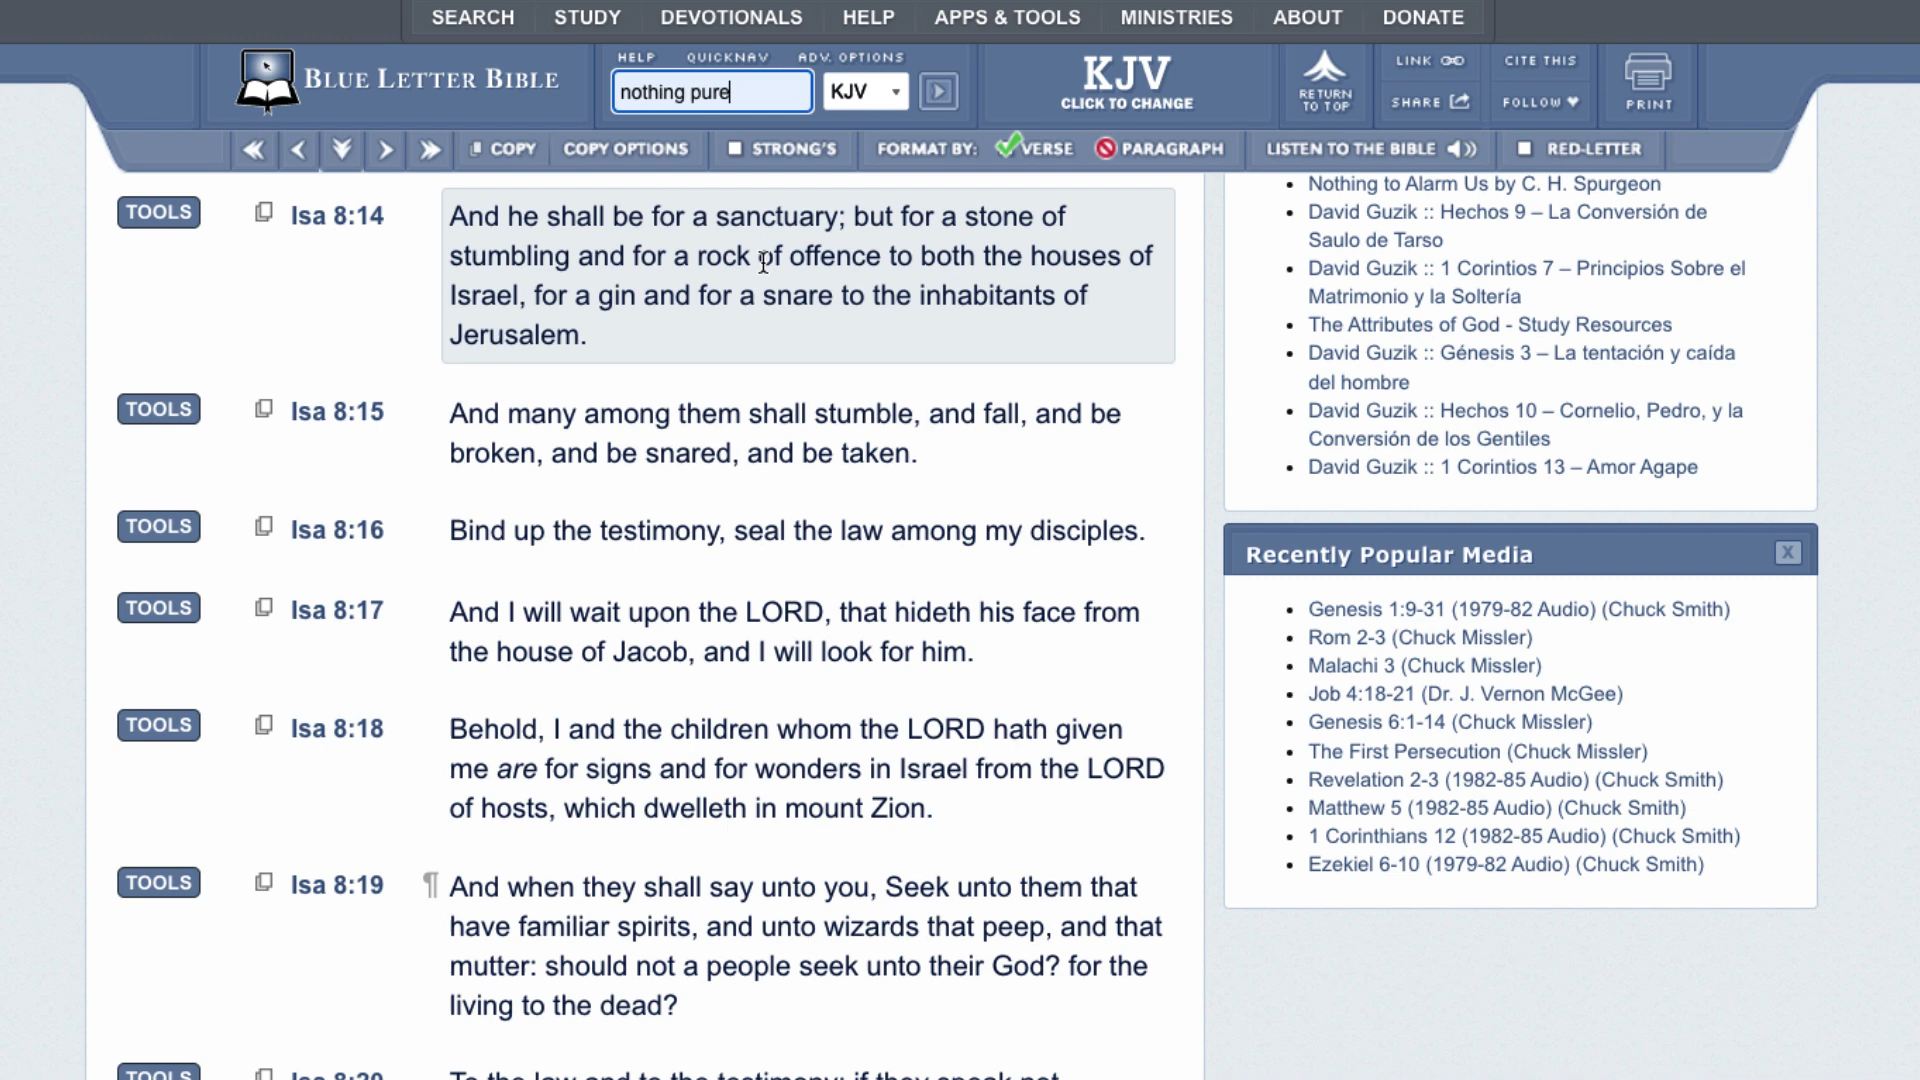 SEARCH STUDY DEVOTIONALS HELP APPS & TOOLS MINISTRIES ABOUT DONATE
BLUE LETTER BIBLE
HELP QUICKNAV ADV. OPTIONS
nothing pure KJV
KJV
CLICK TO CHANGE
RETURN
TO TOP
LINK
SHARE
CITE THIS
FOLLOW
PRINT
COPY COPY OPTIONS STRONG'S FORMAT BY: VERSE PARAGRAPH LISTEN TO THE BIBLE RED-LETTER
TOOLS Isa 8:14 And he shall be for a sanctuary; but for a stone of
stumbling and for a rock of offence to both the houses of
Israel, for a gin and for a snare to the inhabitants of
Jerusalem.
TOOLS Isa 8:15 And many among them shall stumble, and fall, and be
broken, and be snared, and be taken.
TOOLS Isa 8:16 Bind up the testimony, seal the law among my disciples.
TOOLS Isa 8:17 And I will wait upon the LORD, that hideth his face from
the house of Jacob, and I will look for him.
TOOLS Isa 8:18 Behold, I and the children whom the LORD hath given
me are for signs and for wonders in Israel from the LORD
of hosts, which dwelleth in mount Zion.
TOOLS Isa 8:19 ¶ And when they shall say unto you, Seek unto them that
have familiar spirits, and unto wizards that peep, and that
mutter: should not a people seek unto their God? for the
living to the dead?
TOOLS Isa 8:20 To the law and to the testimony: if they speak not
Nothing to Alarm Us by C. H. Spurgeon
David Guzik :: Hechos 9 – La Conversión de
Saulo de Tarso
David Guzik :: 1 Corintios 7 – Principios Sobre el
Matrimonio y la Soltería
The Attributes of God - Study Resources
David Guzik :: Génesis 3 – La tentación y caída
del hombre
David Guzik :: Hechos 10 – Cornelio, Pedro, y la
Conversión de los Gentiles
David Guzik :: 1 Corintios 13 – Amor Agape
Recently Popular Media X
Genesis 1:9-31 (1979-82 Audio) (Chuck Smith)
Rom 2-3 (Chuck Missler)
Malachi 3 (Chuck Missler)
Job 4:18-21 (Dr. J. Vernon McGee)
Genesis 6:1-14 (Chuck Missler)
The First Persecution (Chuck Missler)
Revelation 2-3 (1982-85 Audio) (Chuck Smith)
Matthew 5 (1982-85 Audio) (Chuck Smith)
1 Corinthians 12 (1982-85 Audio) (Chuck Smith)
Ezekiel 6-10 (1979-82 Audio) (Chuck Smith)